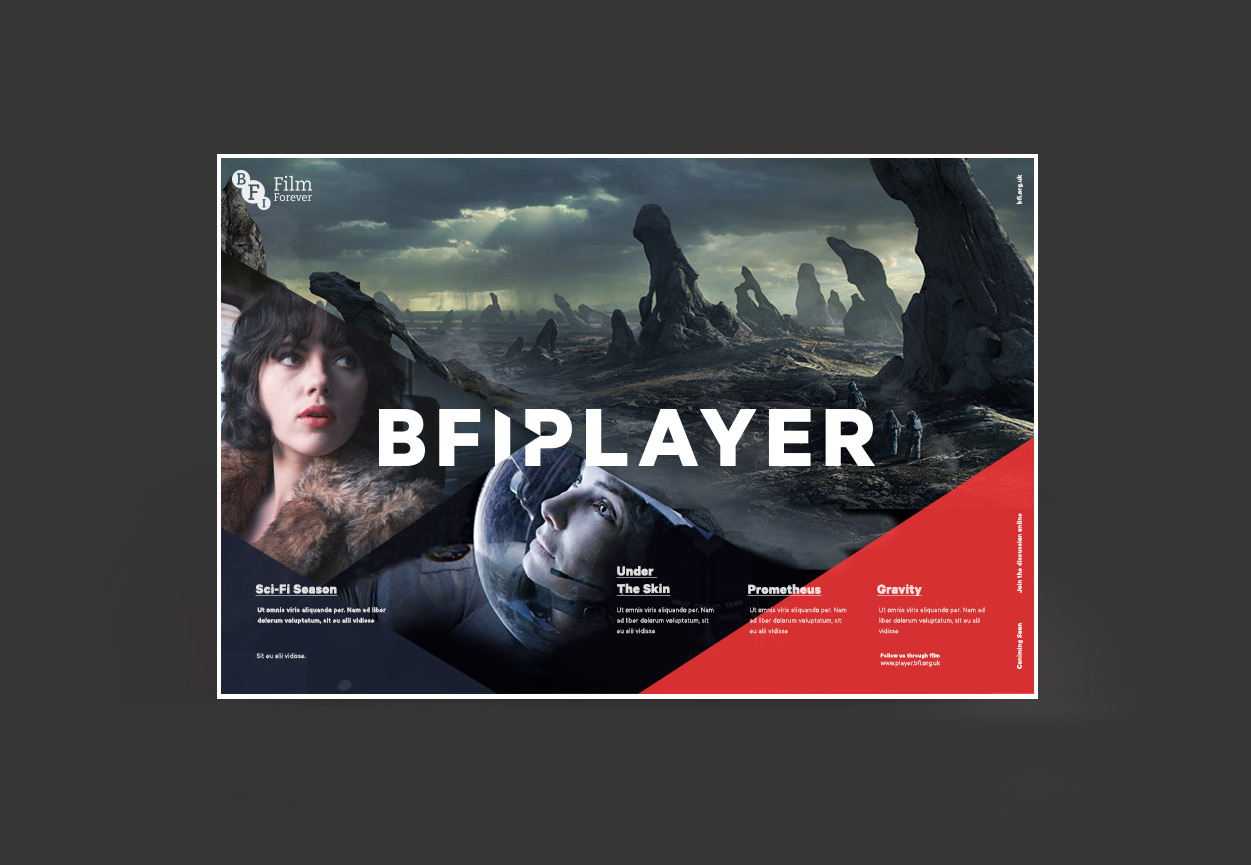 B
F
I
Film
Forever
bfi.org.uk
BFIPLAYER
Sci-Fi Season
Ut omnis viris aliquando per. Nam ad liber
dolorum voluptatum, sit eu alii vidisse
Sit eu alii vidisse.
Under
The Skin
Ut omnis viris aliquando per. Nam
ad liber dolorum voluptatum, sit
eu alii vidisse
Prometheus
Ut omnis viris aliquando per. Nam
ad liber dolorum voluptatum, sit
eu alii vidisse
Gravity
Ut omnis viris aliquando per. Nam ad
liber dolorum voluptatum, sit eu alii
vidisse
Follow us through film
www.player.bfi.org.uk
Join the discussion online
Comiming Soon